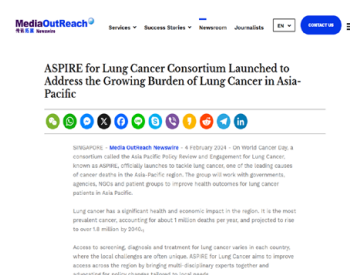 MediaOutReach
Newswire
Services
Success Stories
Newsroom
Journalists
EN
CONTACT US
ASPIRE for Lung Cancer Consortium Launched to
Address the Growing Burden of Lung Cancer in Asia-
Pacific
SINGAPORE - Media OutReach Newswire - 4 February 2024 - On World Cancer Day, a
consortium called the Asia Pacific Policy Review and Engagement for Lung Cancer,
known as ASPIRE, officially launches to tackle lung cancer, one of the leading causes
of cancer deaths in the Asia-Pacific region. The group will work with governments,
agencies, NGOs and patient groups to improve health outcomes for lung cancer
patients in Asia Pacific.
Lung cancer has a significant health and economic impact in the region. It is the most
prevalent cancer, accounting for about 1 million deaths per year, and projected to rise
to over 1.8 million by 2040.
Access to screening, diagnosis and treatment for lung cancer varies in each country,
where the local challenges are often unique. ASPIRE for Lung Cancer aims to improve
access across the region by bringing multi-disciplinary experts together and
advocating for policy changes tailored to local needs.